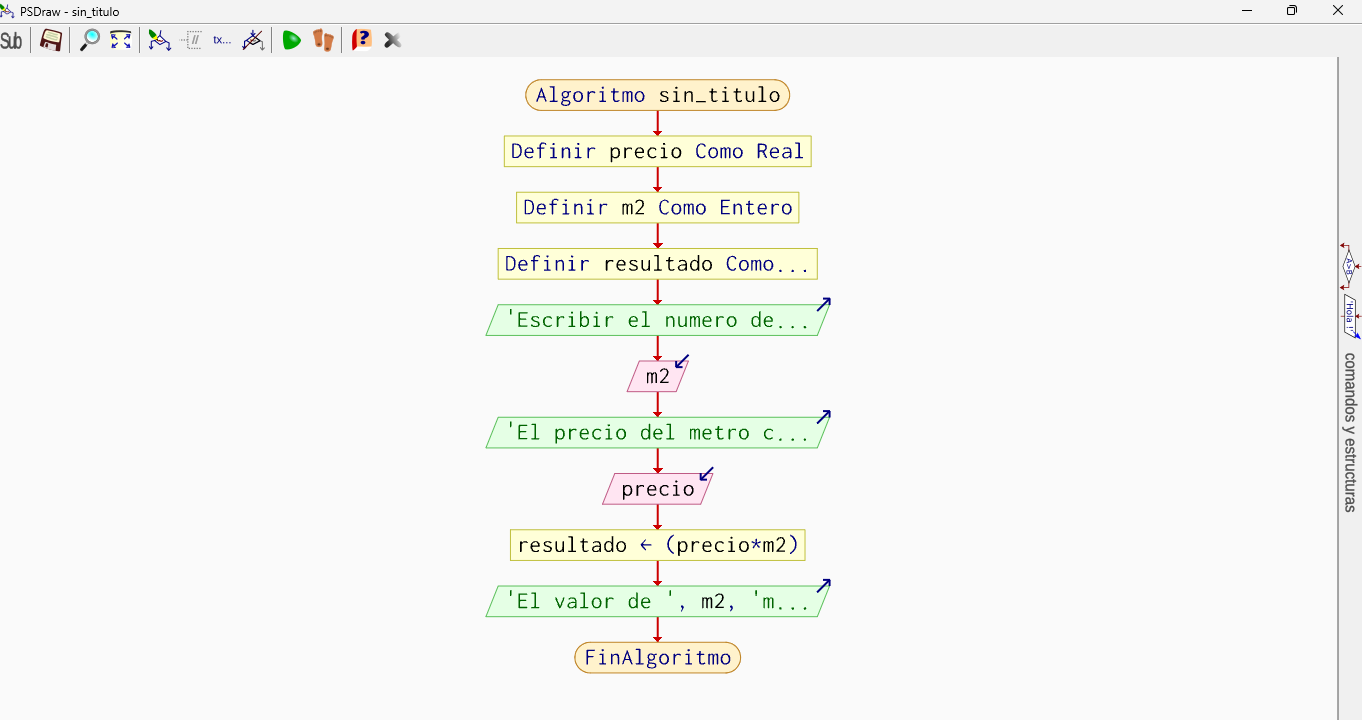 PSDraw - sin_titulo
Sub
tx...
Algoritmo sin_titulo
Definir precio Como Real
Definir m2 Como Entero
Definir resultado Como...
'Escribir el numero de...
m2
'El precio del metro c...
precio
resultado ← (precio*m2)
'El valor de ', m2, 'm...
FinAlgoritmo
A>B
'Hola !'
comandos y estructuras